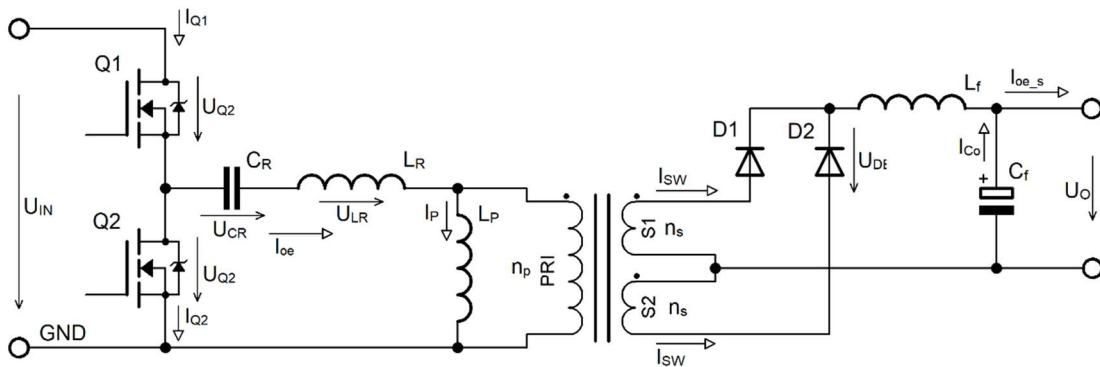 IQ1
Q1
UQ2
CR
LR
UIN
UCR
ULR
Ioe
IP
LP
Q2
UQ2
IQ2
GND
np
PRI
S1
ns
S2
ns
ISW
ISW
D1
D2
UDE
Lf
Ioe_s
ICo
+
Cf
UO